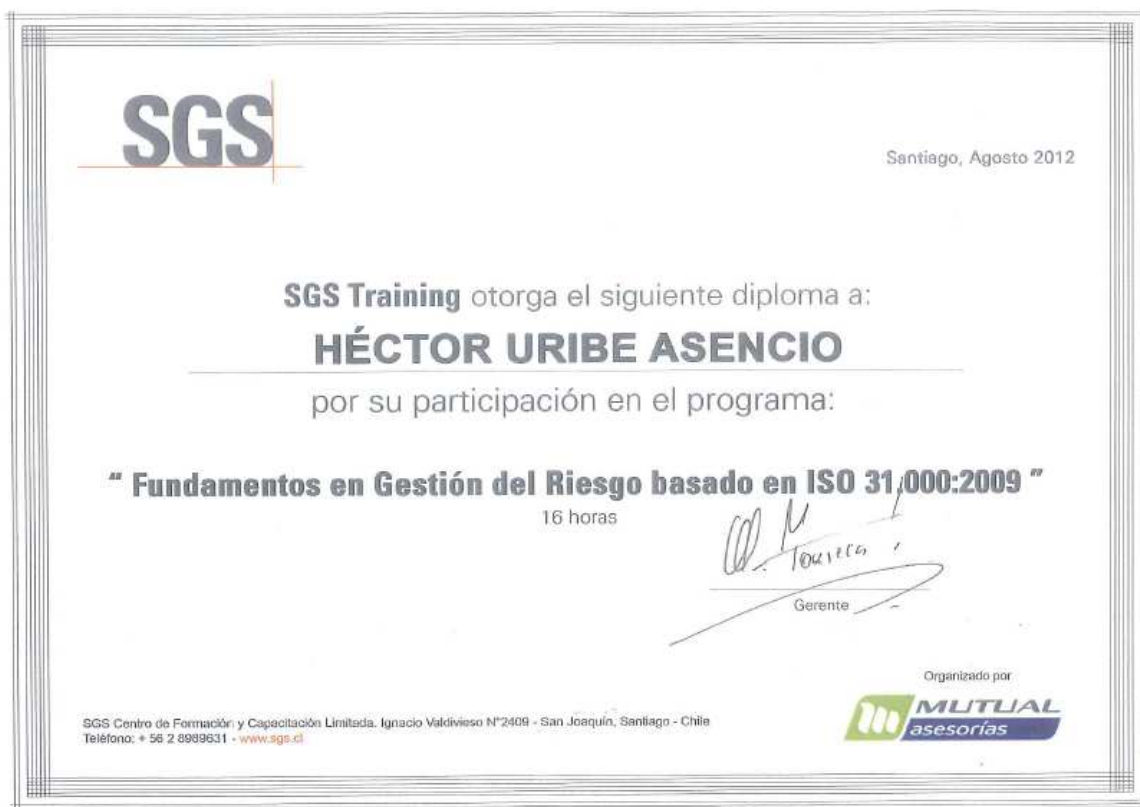 SGS
Santiago, Agosto 2012
SGS Training otorga el siguiente diploma a:
HÉCTOR URIBE ASENCIO
por su participación en el programa:
" Fundamentos en Gestión del Riesgo basado en ISO 31,000:2009 "
16 horas
Gerente
Organizado por
MUTUAL
asesorías
SGS Centro de Formación y Capacitación Limitada. Ignacio Valdivieso N°2409 - San Joaquín, Santiago - Chile
Teléfono: + 56 2 8989631 - www.sgs.cl